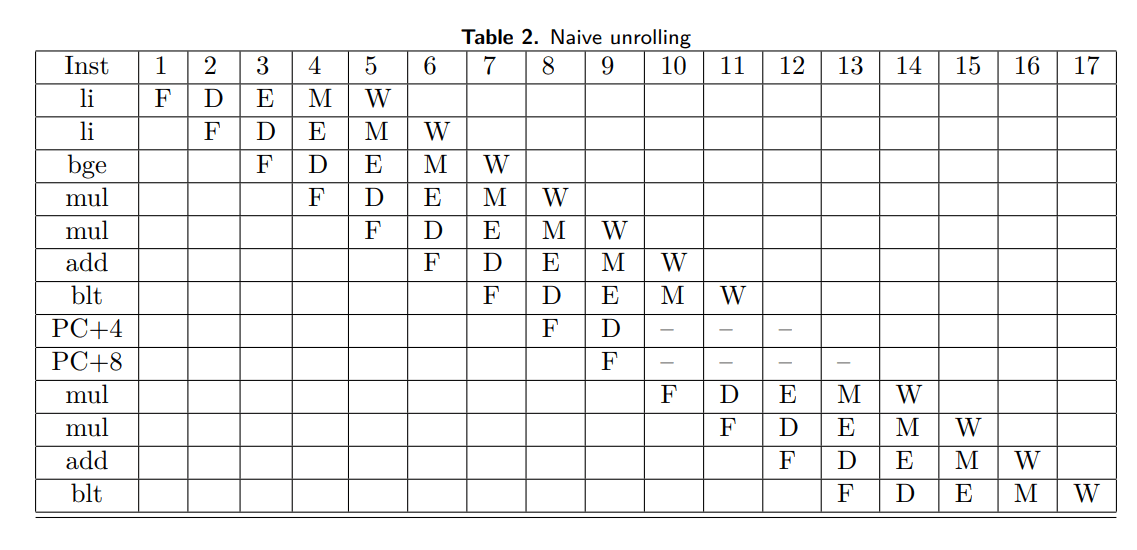 Table 2. Naive unrolling
Inst 1 2 3 4 5 6 7 8 9 10 11 12 13 14 15 16 17
li F D E M W
li F D E M W
bge F D E M W
mul F D E M W
mul F D E M W
add F D E M W
blt F D E M W
PC+4 F D – – –
PC+8 F – – – –
mul F D E M W
mul F D E M W
add F D E M W
blt F D E M W